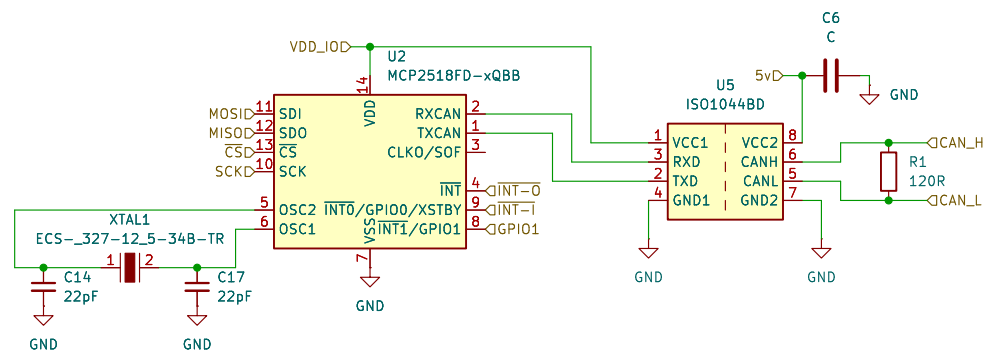 C6
C
VDD_IO
U2
MCP2518FD-xQBB
5v
GND
U5
ISO1044BD
14
VDD
MOSI 11 SDI
MISO 12 SDO
CS 13 CS
SCK 10 SCK
RXCAN 2
TXCAN 1
CLKO/SOF 3
INT 4 INT-O
5 OSC2 INT0/GPIO0/XSTBY 9 INT-I
6 OSC1 INT1/GPIO1 8 GPIO1
VSS
7
GND
1 VCC1 VCC2 8
3 RXD CANH 6
2 TXD CANL 5
4 GND1 GND2 7
GND
GND
CAN_H
R1
120R
CAN_L
XTAL1
ECS-_327-12_5-34B-TR
1 2
C14
22pF
C17
22pF
GND
GND